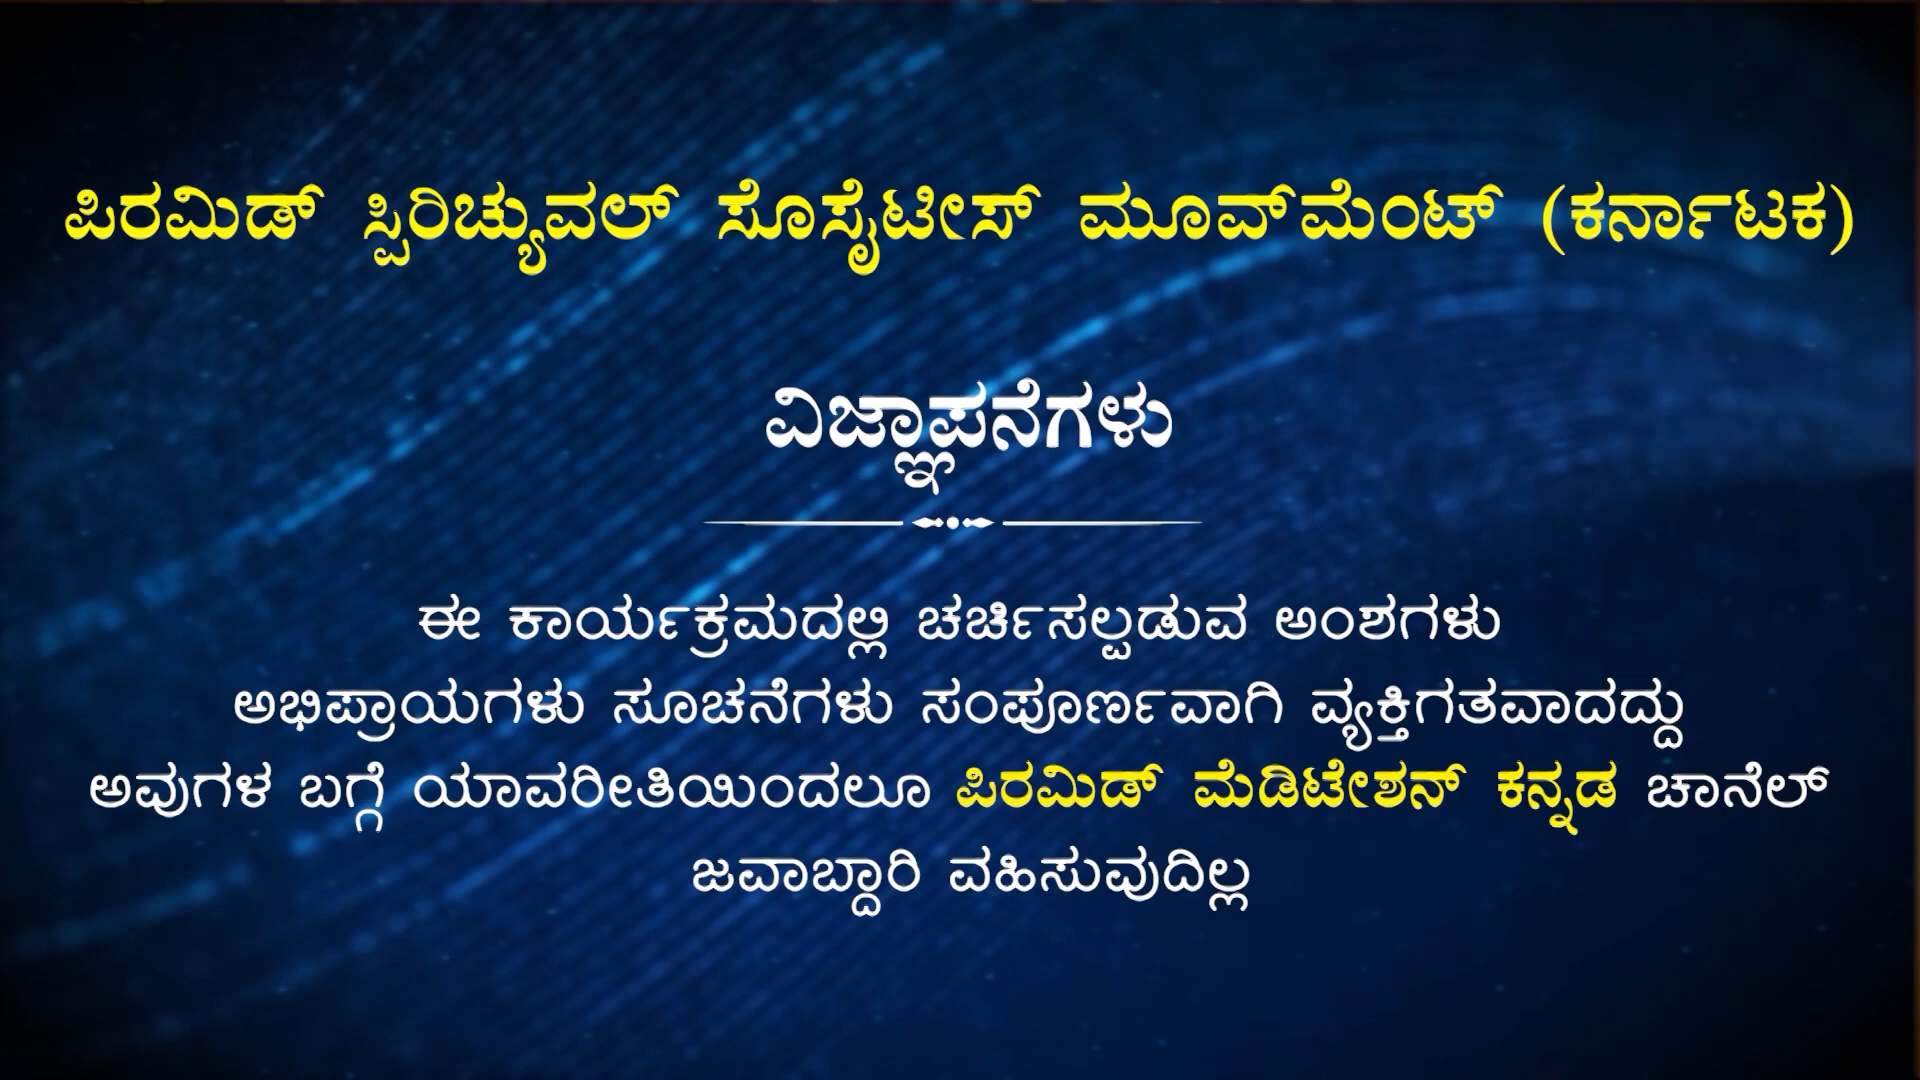 ಪಿರಮಿಡ್ ಸ್ಪಿರಿಚ್ಯುವಲ್ ಸೊಸೈಟೀಸ್ ಮೂವ್‌ಮೆಂಟ್ (ಕರ್ನಾಟಕ)
ವಿಜ್ಞಾಪನೆಗಳು
ಈ ಕಾರ್ಯಕ್ರಮದಲ್ಲಿ ಚರ್ಚಿಸಲ್ಪಡುವ ಅಂಶಗಳು
ಅಭಿಪ್ರಾಯಗಳು ಸೂಚನೆಗಳು ಸಂಪೂರ್ಣವಾಗಿ ವ್ಯಕ್ತಿಗತವಾದದ್ದು
ಅವುಗಳ ಬಗ್ಗೆ ಯಾವರೀತಿಯಿಂದಲೂ ಪಿರಮಿಡ್ ಮೆಡಿಟೇಶನ್ ಕನ್ನಡ ಚಾನೆಲ್
ಜವಾಬ್ದಾರಿ ವಹಿಸುವುದಿಲ್ಲ